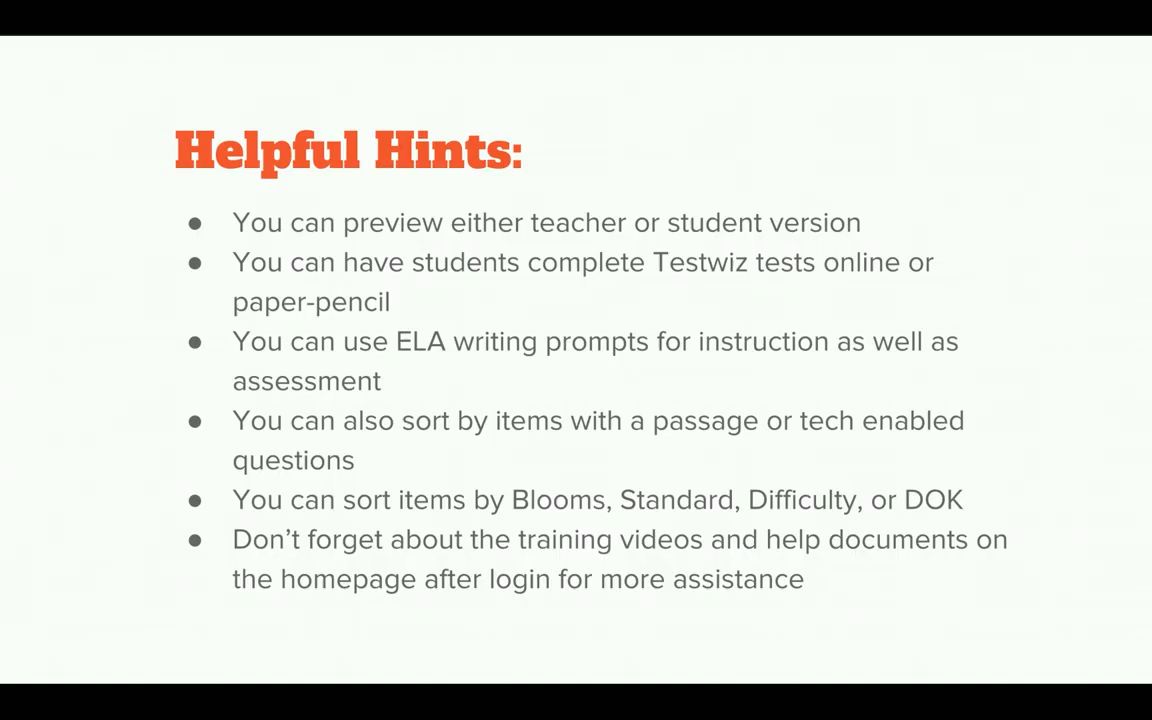 Helpful Hints:
● You can preview either teacher or student version
● You can have students complete Testwiz tests online or
paper-pencil
● You can use ELA writing prompts for instruction as well as
assessment
● You can also sort by items with a passage or tech enabled
questions
● You can sort items by Blooms, Standard, Difficulty, or DOK
● Don’t forget about the training videos and help documents on
the homepage after login for more assistance